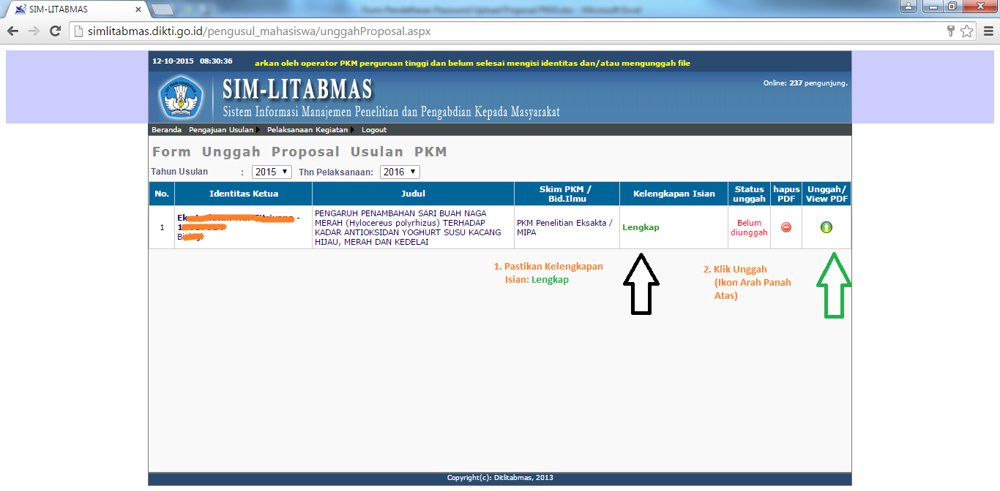 SIM-LITABMAS
simlitabmas.dikti.go.id/pengusul_mahasiswa/unggahProposal.aspx
12-10-2015 08:30:36
arkan oleh operator PKM perguruan tinggi dan belum selesai mengisi identitas dan/atau mengunggah file
SIM-LITABMAS
Sistem Informasi Manajemen Penelitian dan Pengabdian Kepada Masyarakat
Online: 237 pengunjung.
Beranda Pengajuan Usulan Pelaksanaan Kegiatan Logout
Form Unggah Proposal Usulan PKM
Tahun Usulan : 2015 Thn Pelaksanaan: 2016
No.
Identitas Ketua
Judul
Skim PKM /
Bid.Ilmu
Kelengkapan Isian
Status
unggah
hapus
PDF
Unggah/
View PDF
1
PENGARUH PENAMBAHAN SARI BUAH NAGA
MERAH (Hylocereus polyrhizus) TERHADAP
KADAR ANTIOKSIDAN YOGHURT SUSU KACANG
HIJAU, MERAH DAN KEDELAI
PKM Penelitian Eksakta /
MIPA
Lengkap
Belum
diunggah
1. Pastikan Kelengkapan
Isian: Lengkap
2. Klik Unggah
(Ikon Arah Panah
Atas)
Copyright(c): Ditlitabmas, 2013